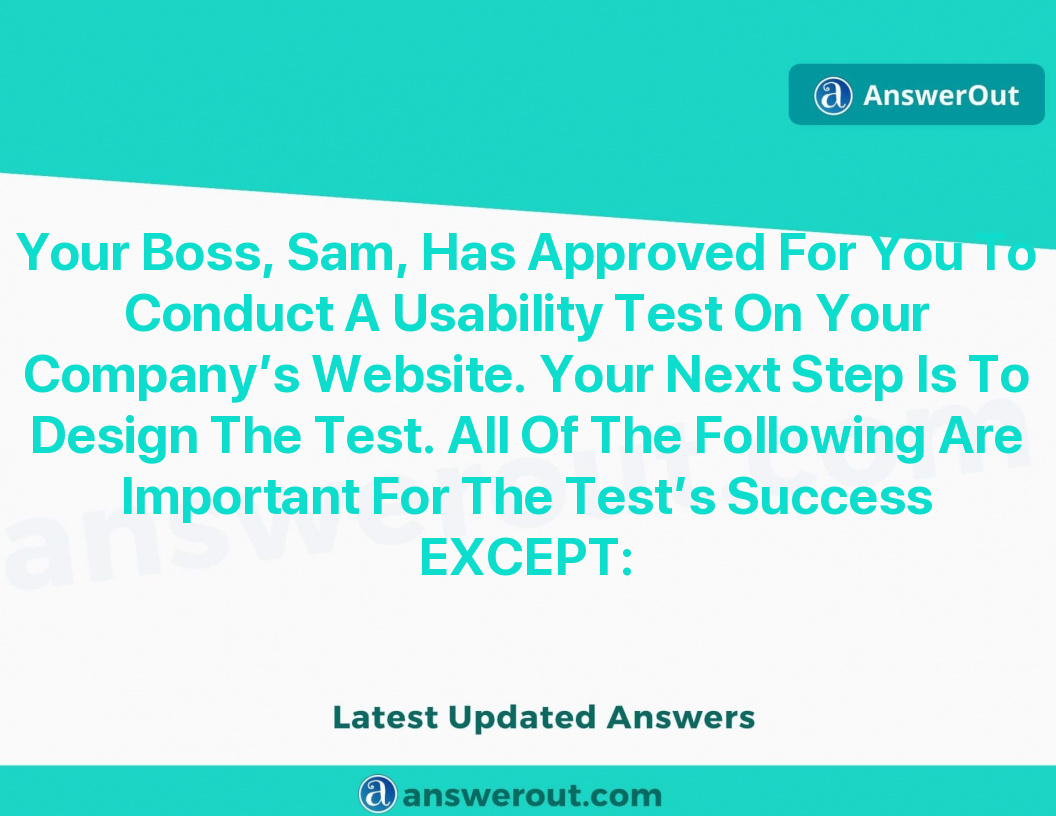 AnswerOut
Your Boss, Sam, Has Approved For You To
Conduct A Usability Test On Your
Company’s Website. Your Next Step Is To
Design The Test. All Of The Following Are
Important For The Test’s Success
EXCEPT:
answerout.com
Latest Updated Answers
answerout.com